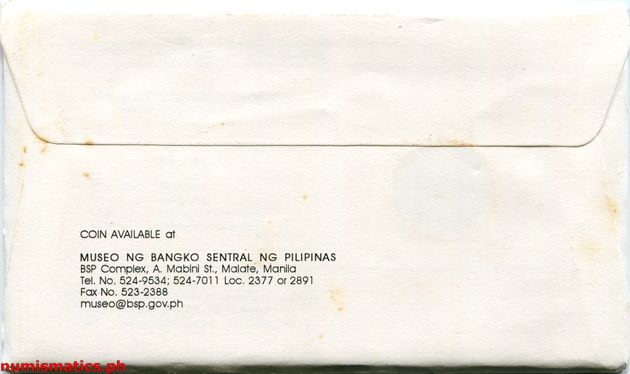 COIN AVAILABLE at
MUSEO NG BANGKO SENTRAL NG PILIPINAS
BSP Complex, A. Mabini St., Malate, Manila
Tel. No. 524-9534; 524-7011 Loc. 2377 or 2891
Fax No. 523-2388
museo@bsp.gov.ph
numismatics.ph